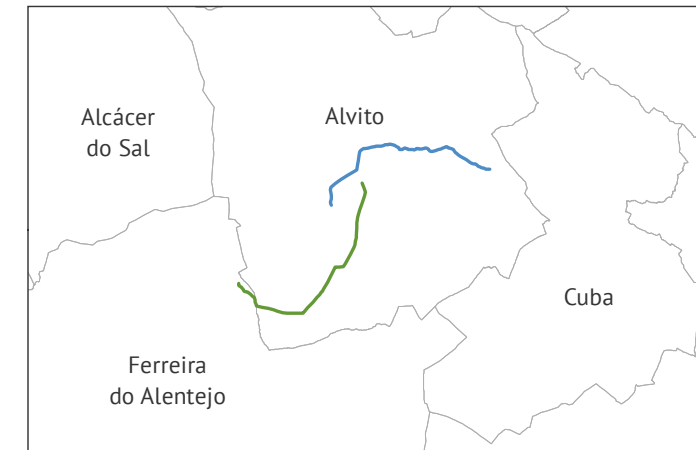 Alcácer
do Sal
Alvito
Cuba
Ferreira
do Alentejo